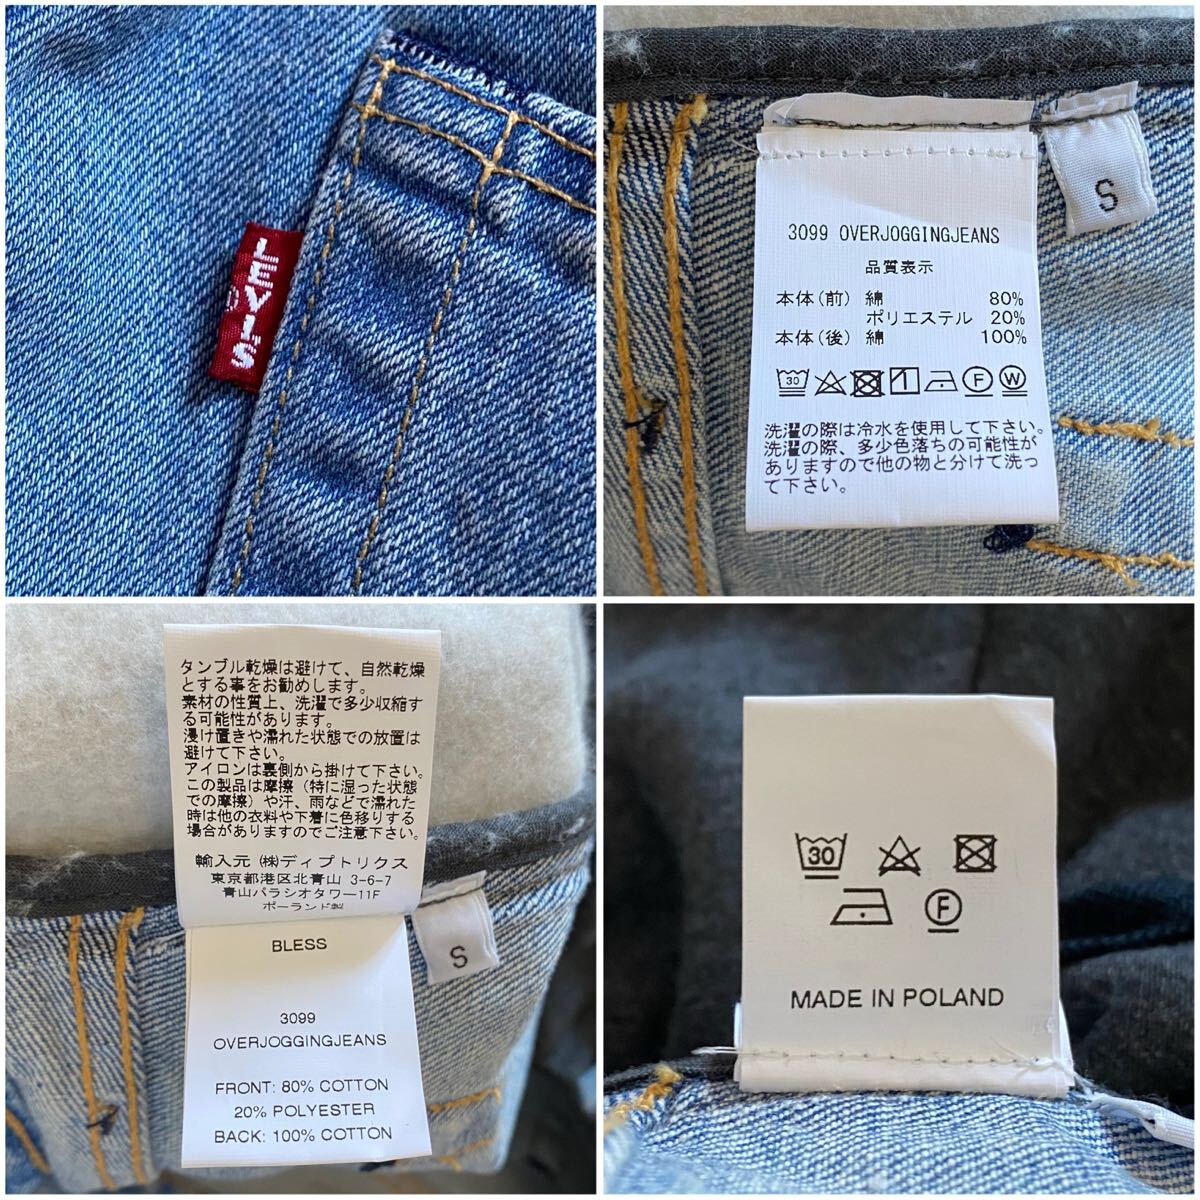 LEVI'S
3099 OVERJOGGINGJEANS
S
品質表示
本体(前) 綿 80%
ポリエステル 20%
本体(後) 綿 100%
30 1 F W
洗濯の際は冷水を使用して下さい。
洗濯の際、多少色落ちの可能性が
ありますので他の物と分けて洗っ
て下さい。
タンブル乾燥は避けて、自然乾燥
とする事をお勧めします。
素材の性質上、洗濯で多少収縮す
る可能性があります。
浸け置きや濡れた状態での放置は
避けて下さい。
アイロンは裏側から掛けて下さい。
この製品は摩擦（特に湿った状態
での摩擦）や汗、雨などで濡れた
時は他の衣料や下着に色移りする
場合がありますのでご注意下さい。
輸入元 ㈱ディプトリクス
東京都港区北青山 3-6-7
青山パラシオタワー11F
ポーランド製
BLESS
S
3099
OVERJOGGINGJEANS
FRONT: 80% COTTON
20% POLYESTER
BACK: 100% COTTON
30
F
MADE IN POLAND